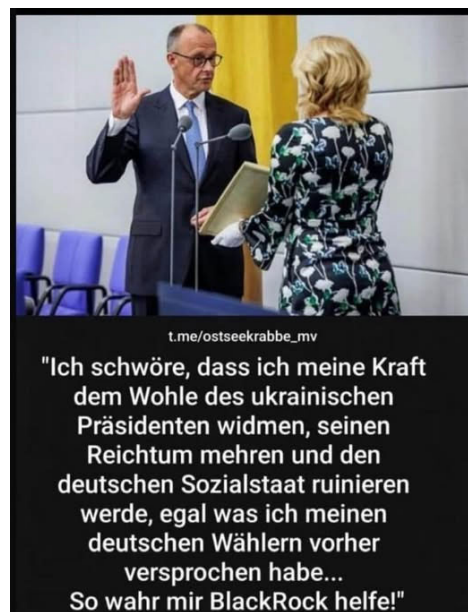 t.me/ostseekrabbe_mv
"Ich schwöre, dass ich meine Kraft
dem Wohle des ukrainischen
Präsidenten widmen, seinen
Reichtum mehren und den
deutschen Sozialstaat ruinieren
werde, egal was ich meinen
deutschen Wählern vorher
versprochen habe...
So wahr mir BlackRock helfe!"